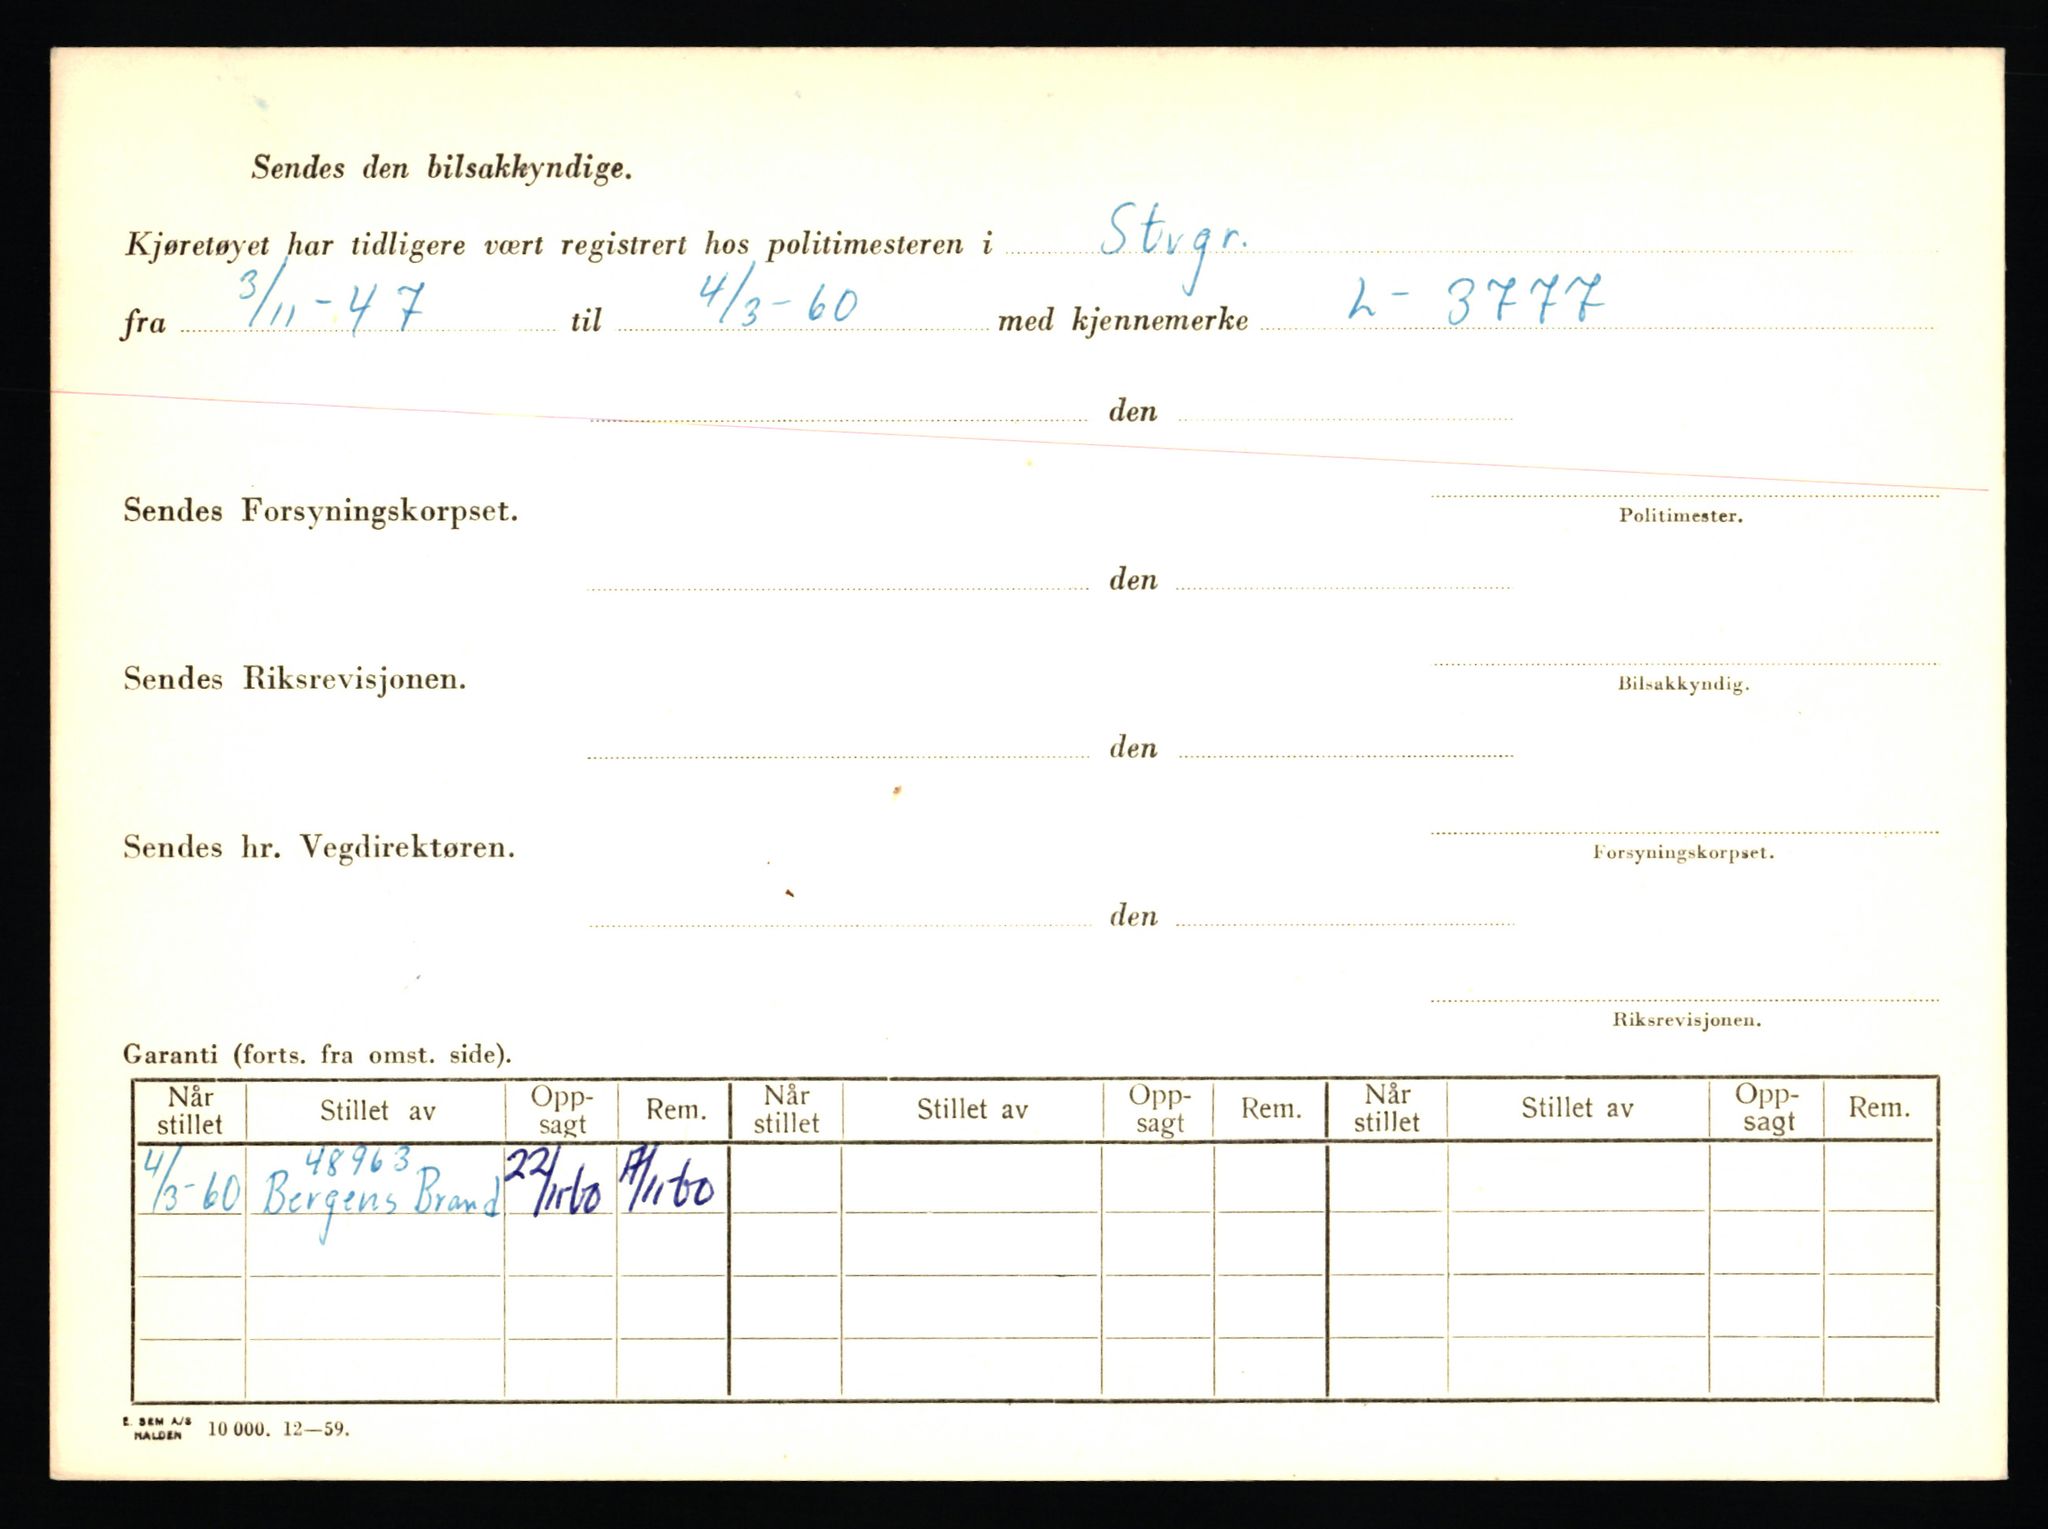 Sendes den bilsakkyndige.
Kjøretøyet har tidligere vært registrert hos politimesteren i Stvgr.
fra 3/11-47 til 4/3-60 med kjennemerke L-3777
den
Sendes Forsyningskorpset.
Politimester.
den
Sendes Riksrevisjonen.
Bilsakkyndig.
den
Sendes hr. Vegdirektøren.
Forsyningskorpset.
den
Riksrevisjonen.
Garanti (forts. fra omst. side).
Når stillet Stillet av Opp-sagt Rem. Når stillet Stillet av Opp-sagt Rem. Når stillet Stillet av Opp-sagt Rem.
48963
4/3-60 Bergens Brand 22/11-60
E. SEM A/S
HALDEN 10 000. 12—59.